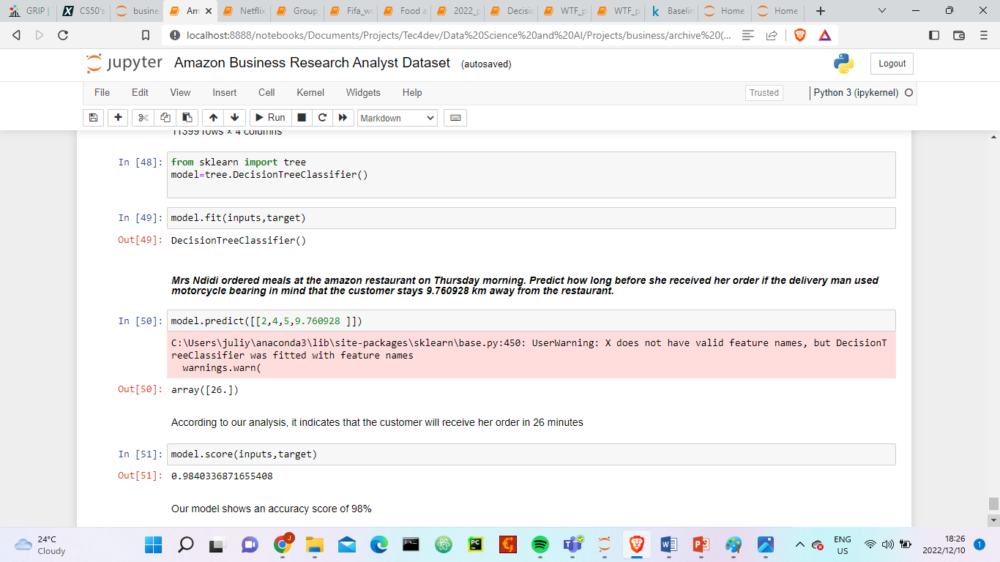 GRIP |
CS50's
busine
Am
Netflix
Group_
Fifa_wo
Food a
2022_p
Decisio
WTF_p
WTF_p
Baselin
Home
Home
localhost:8888/notebooks/Documents/Projects/Tec4dev/Data%20Science%20and%20AI/Projects/business/archive%20(...
jupyter Amazon Business Research Analyst Dataset (autosaved)
Logout
File Edit View Insert Cell Kernel Widgets Help
Trusted
Python 3 (ipykernel)
Run
Markdown
11399 rows × 4 columns
In [48]: from sklearn import tree
model=tree.DecisionTreeClassifier()
In [49]: model.fit(inputs,target)
Out[49]: DecisionTreeClassifier()
Mrs Ndidi ordered meals at the amazon restaurant on Thursday morning. Predict how long before she received her order if the delivery man used
motorcycle bearing in mind that the customer stays 9.760928 km away from the restaurant.
In [50]: model.predict([[2,4,5,9.760928 ]])
C:\Users\juliy\anaconda3\lib\site-packages\sklearn\base.py:450: UserWarning: X does not have valid feature names, but DecisionT
reeClassifier was fitted with feature names
warnings.warn(
Out[50]: array([26.])
According to our analysis, it indicates that the customer will receive her order in 26 minutes
In [51]: model.score(inputs,target)
Out[51]: 0.9840336871655408
Our model shows an accuracy score of 98%
24°C
Cloudy
ENG
US
18:26
2022/12/10
1